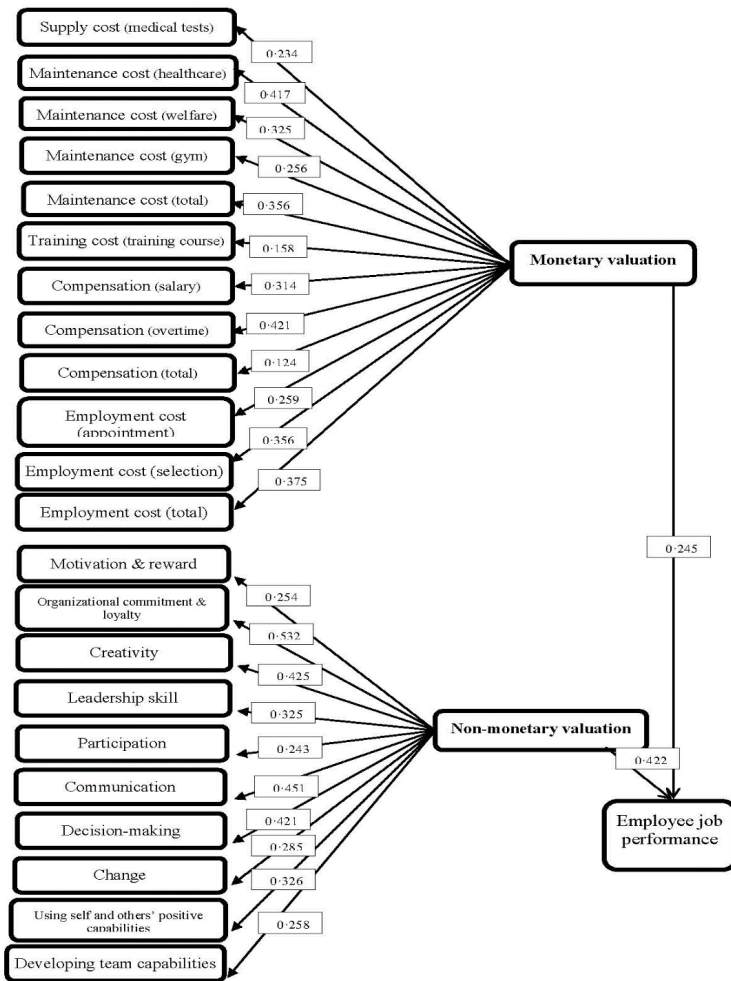 Supply cost (medical tests)
0·234
Maintenance cost (healthcare)
0·417
Maintenance cost (welfare)
0·325
Maintenance cost (gym)
0·256
Maintenance cost (total)
0·356
Training cost (training course)
0·158
Compensation (salary)
0·314
Compensation (overtime)
0·421
Compensation (total)
0·124
Employment cost
(appointment)
0·259
Employment cost (selection)
0·356
Employment cost (total)
0·375
Monetary valuation
0·245
Motivation & reward
0·254
Organizational commitment &
loyalty
0·532
Creativity
0·425
Leadership skill
0·325
Participation
0·243
Communication
0·451
Decision-making
0·421
Change
0·285
Using self and others' positive
capabilities
0·326
Developing team capabilities
0·258
Non-monetary valuation
0·422
Employee job
performance